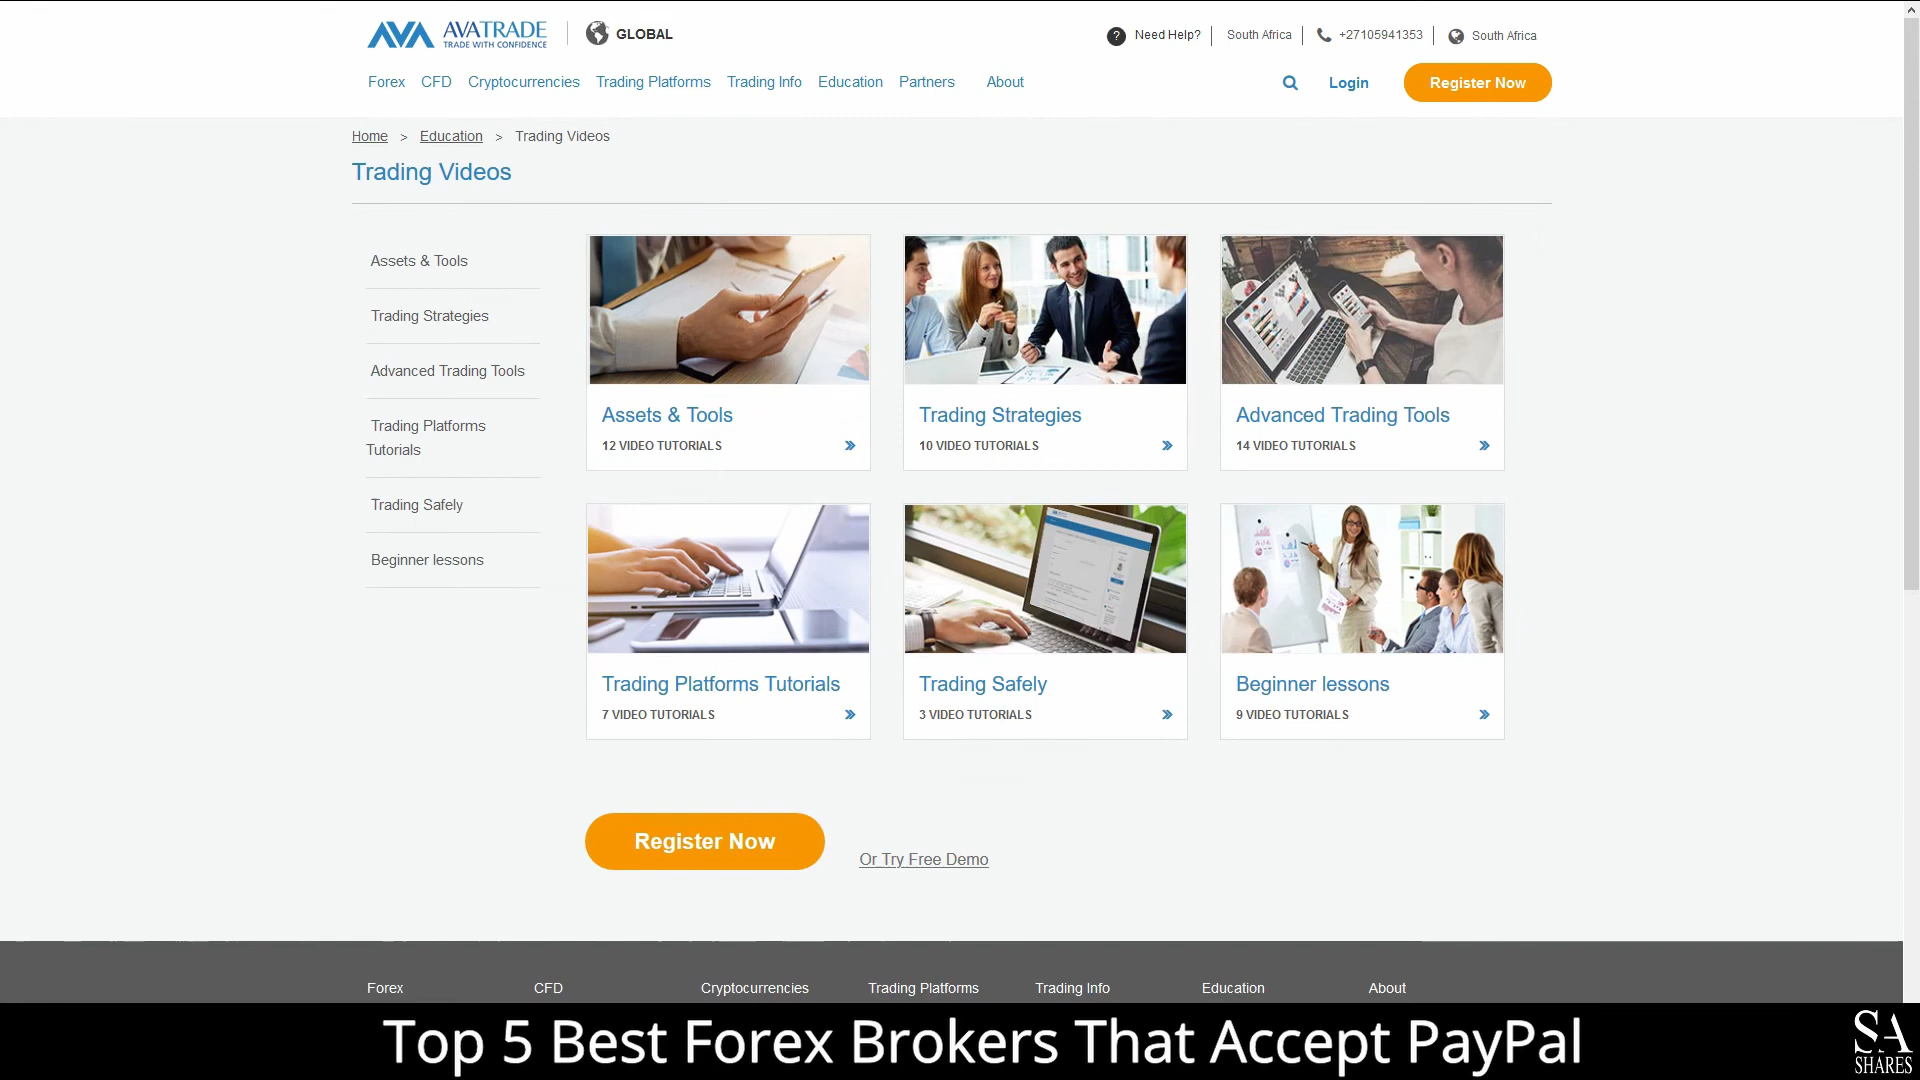 AVATRADE
TRADE WITH CONFIDENCE
GLOBAL
? Need Help? South Africa +27105941353 South Africa
Forex CFD Cryptocurrencies Trading Platforms Trading Info Education Partners About
Login Register Now
Home > Education > Trading Videos
Trading Videos
Assets & Tools
Trading Strategies
Advanced Trading Tools
Trading Platforms
Tutorials
Trading Safely
Beginner lessons
Assets & Tools
12 VIDEO TUTORIALS
Trading Strategies
10 VIDEO TUTORIALS
Advanced Trading Tools
14 VIDEO TUTORIALS
Trading Platforms Tutorials
7 VIDEO TUTORIALS
Trading Safely
3 VIDEO TUTORIALS
Beginner lessons
9 VIDEO TUTORIALS
Register Now
Or Try Free Demo
Forex CFD Cryptocurrencies Trading Platforms Trading Info Education About
Top 5 Best Forex Brokers That Accept PayPal
SA
SHARES